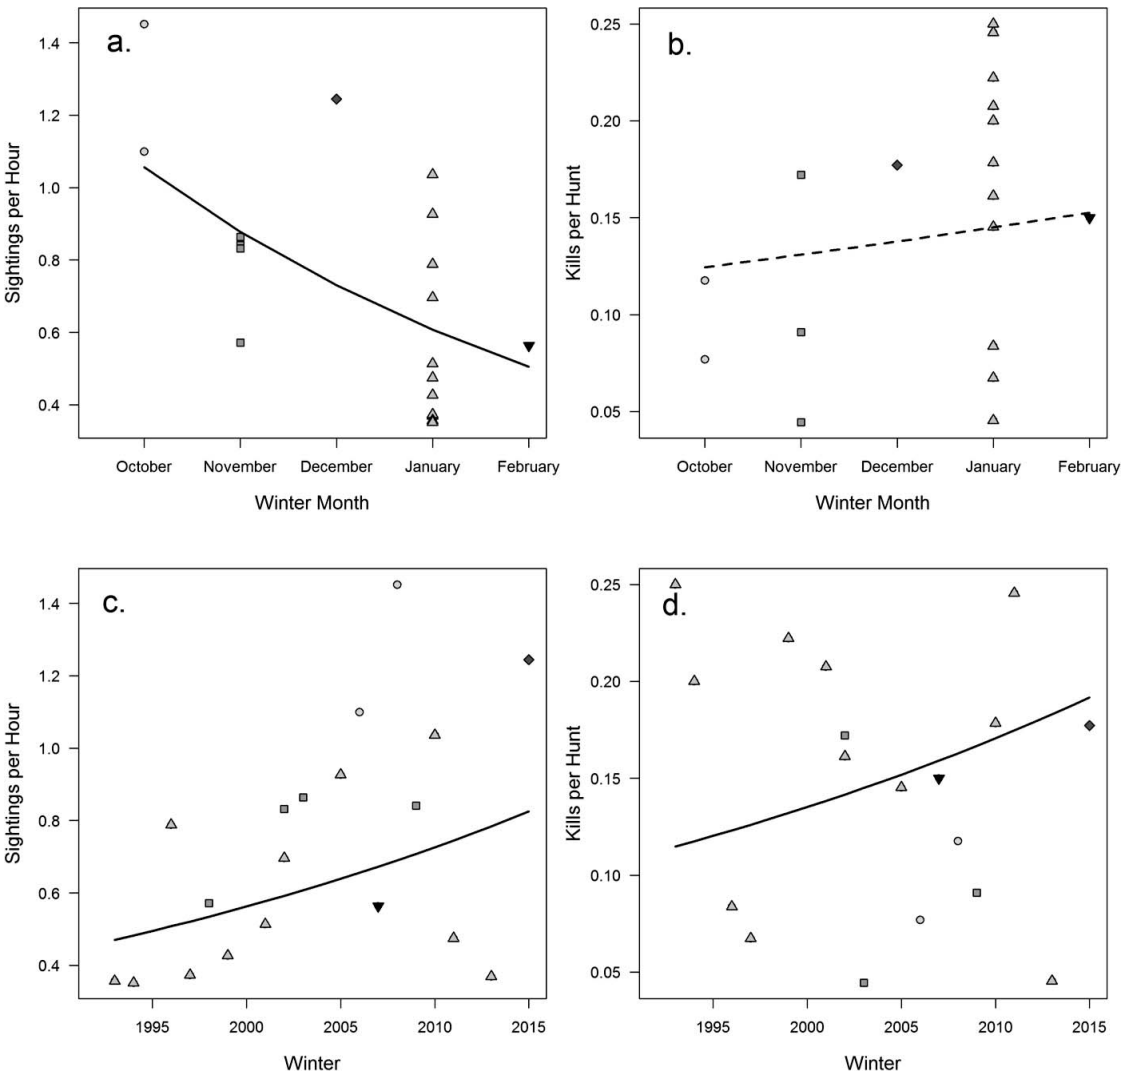 a.
Sightings per Hour
1.4
1.2
1.0
0.8
0.6
0.4
October November December January February
Winter Month
b.
Kills per Hunt
0.25
0.20
0.15
0.10
0.05
October November December January February
Winter Month
c.
Sightings per Hour
1.4
1.2
1.0
0.8
0.6
0.4
1995 2000 2005 2010 2015
Winter
d.
Kills per Hunt
0.25
0.20
0.15
0.10
0.05
1995 2000 2005 2010 2015
Winter